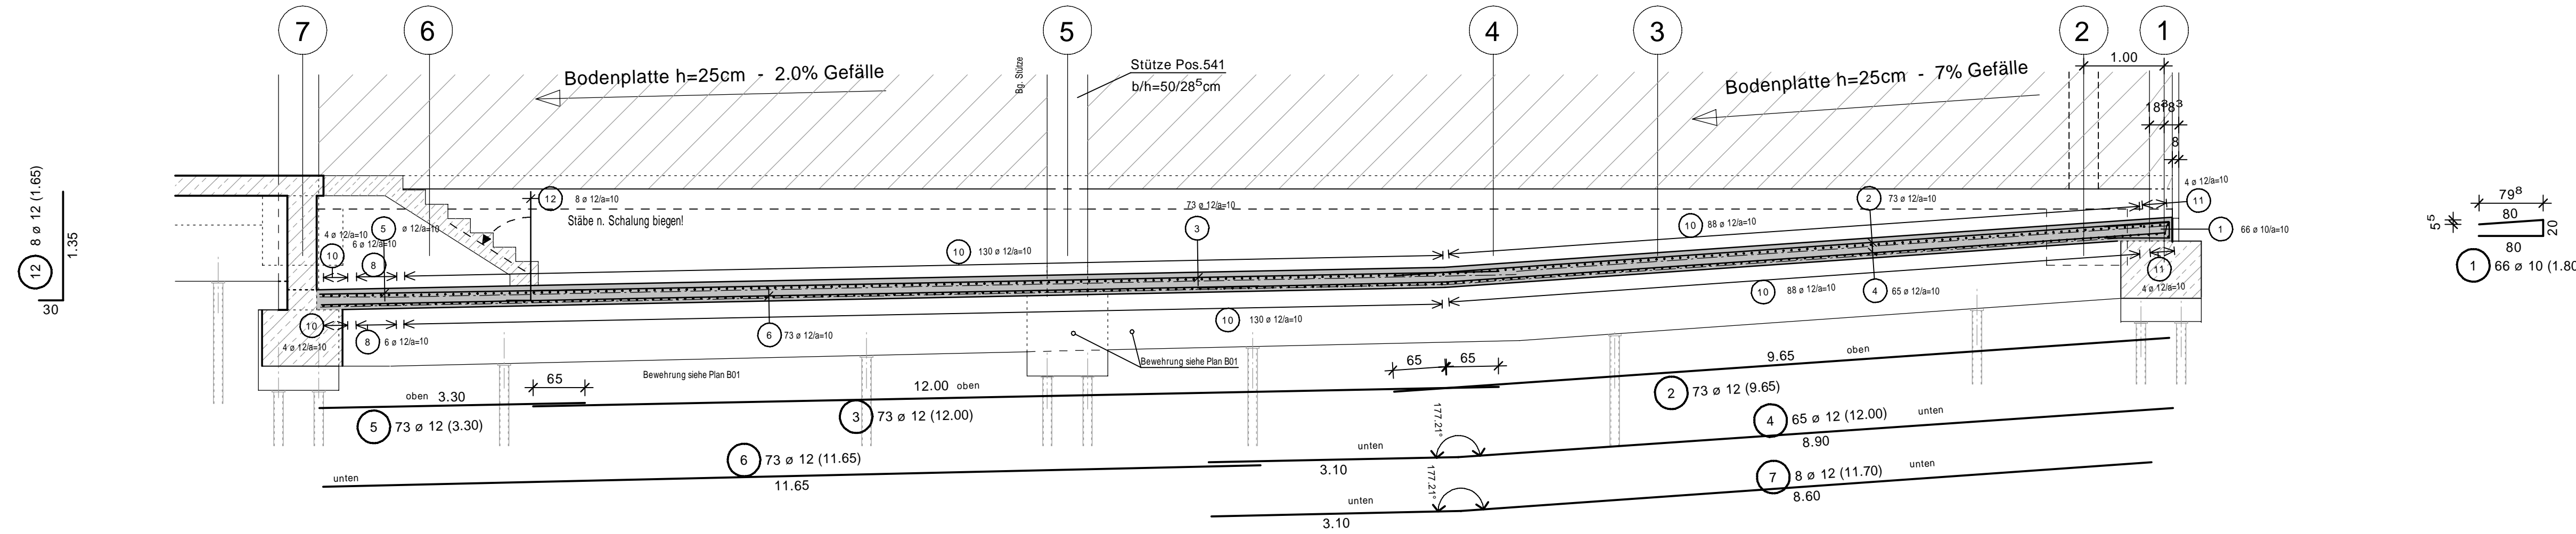 7
6
5
4
3
2
1
1.00
Bodenplatte h=25cm - 2.0% Gefälle
Bg. Stütze
Stütze Pos.541
b/h=50/28⁵cm
Bodenplatte h=25cm - 7% Gefälle
8
12 8 ø 12 (1.65)
1.35
30
12 8 ø 12/a=10
Stäbe n. Schalung biegen!
4 ø 12/a=10
10
5 ø 12/a=10
6 ø 12/a=10
8
10 130 ø 12/a=10
73 ø 12/a=10
3
10 88 ø 12/a=10
2 73 ø 12/a=10
4 ø 12/a=10
11
1 66 ø 10/a=10
79⁸
80
5⁵
20
80
1 66 ø 10 (1.80
10
4 ø 12/a=10
8 6 ø 12/a=10
6 73 ø 12/a=10
10 130 ø 12/a=10
10 88 ø 12/a=10
4 65 ø 12/a=10
11
4 ø 12/a=10
Bewehrung siehe Plan B01
Bewehrung siehe Plan B01
65
65
65
oben 3.30
5 73 ø 12 (3.30)
12.00 oben
3 73 ø 12 (12.00)
9.65 oben
2 73 ø 12 (9.65)
177.21°
4 65 ø 12 (12.00) unten
8.90
unten
3.10
6 73 ø 12 (11.65)
unten
11.65
177.21°
7 8 ø 12 (11.70) unten
8.60
unten
3.10